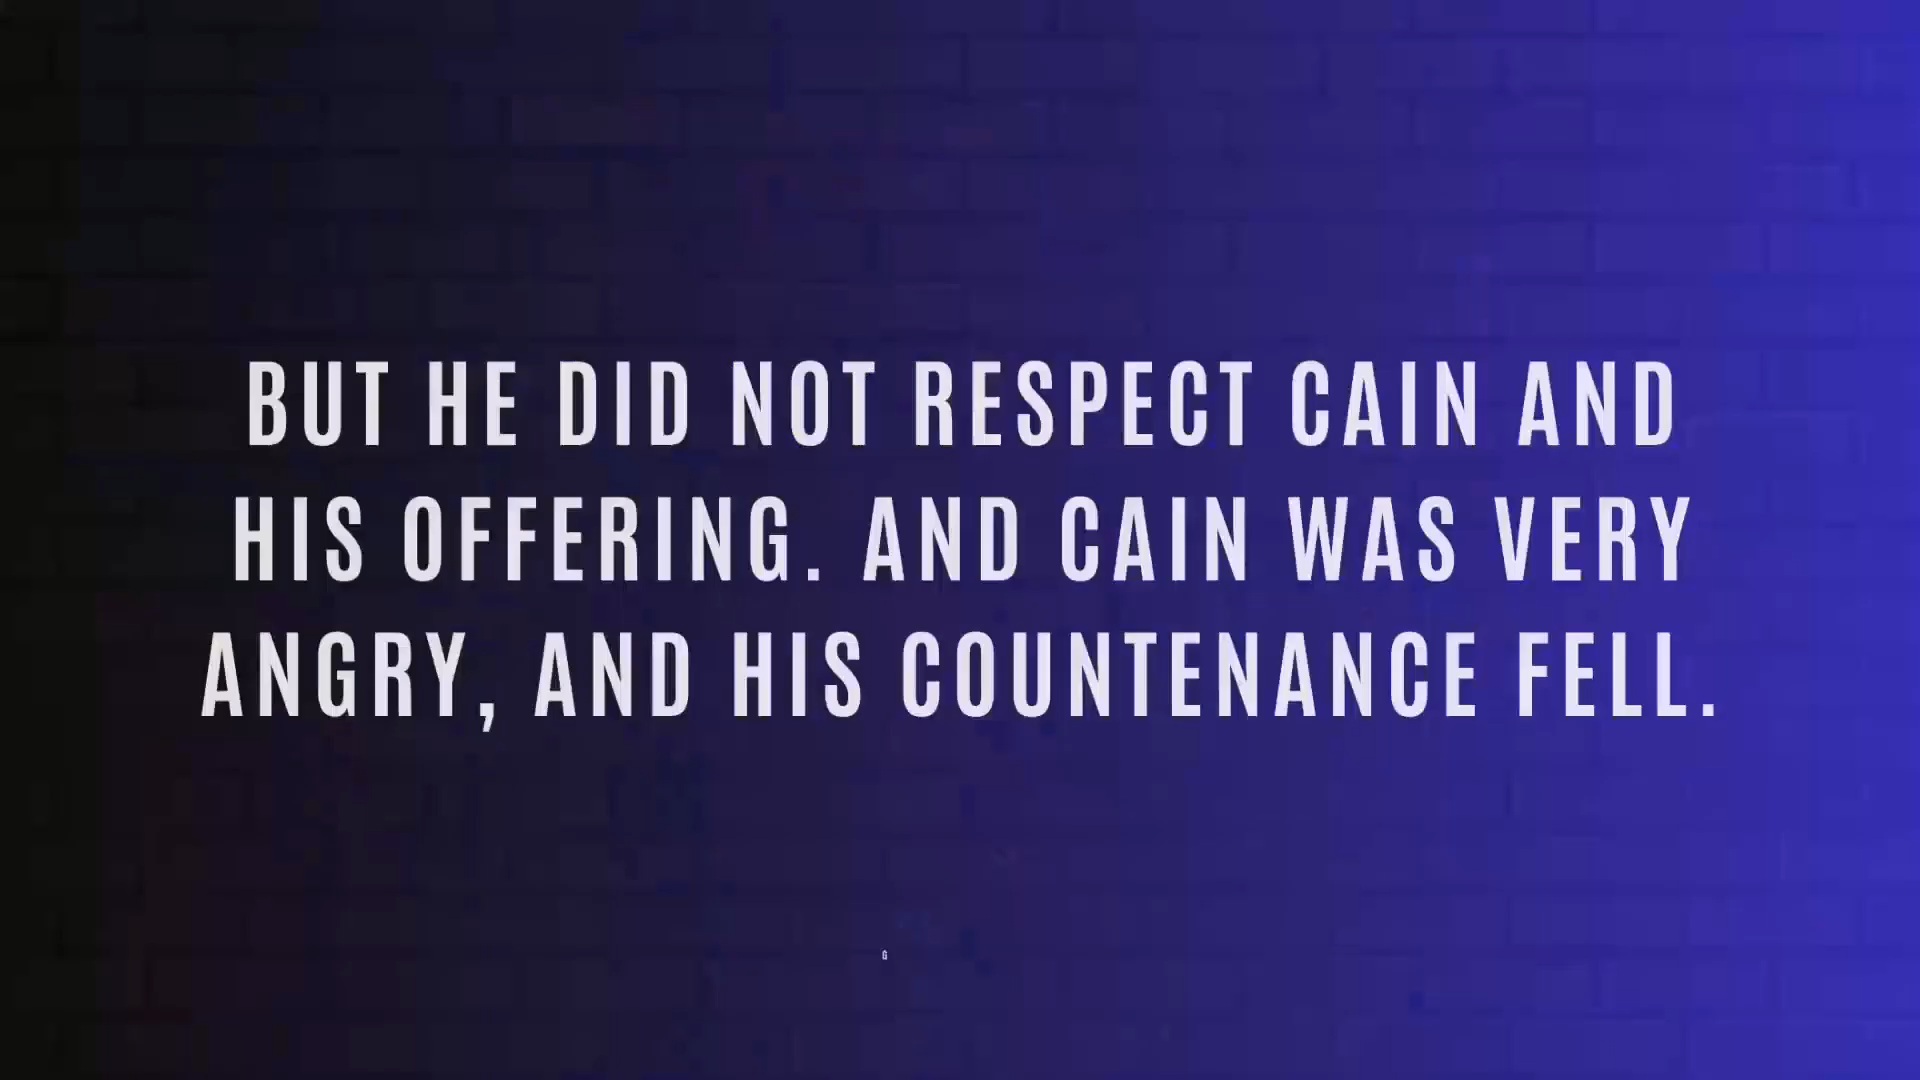 BUT HE DID NOT RESPECT CAIN AND
HIS OFFERING. AND CAIN WAS VERY
ANGRY, AND HIS COUNTENANCE FELL.
G